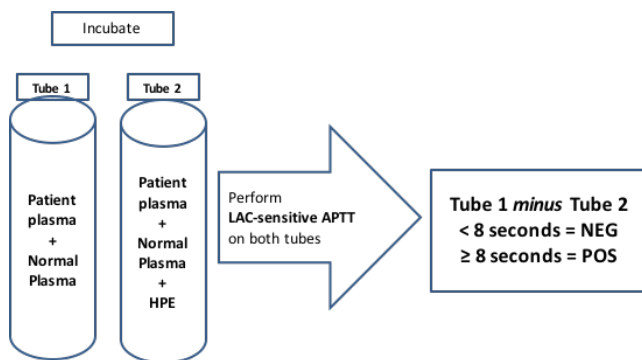 Incubate
Tube 1
Tube 2
Patient
plasma
+
Normal
Plasma
Patient
plasma
+
Normal
Plasma
+
HPE
Perform
LAC-sensitive APTT
on both tubes
Tube 1 minus Tube 2
< 8 seconds = NEG
≥ 8 seconds = POS